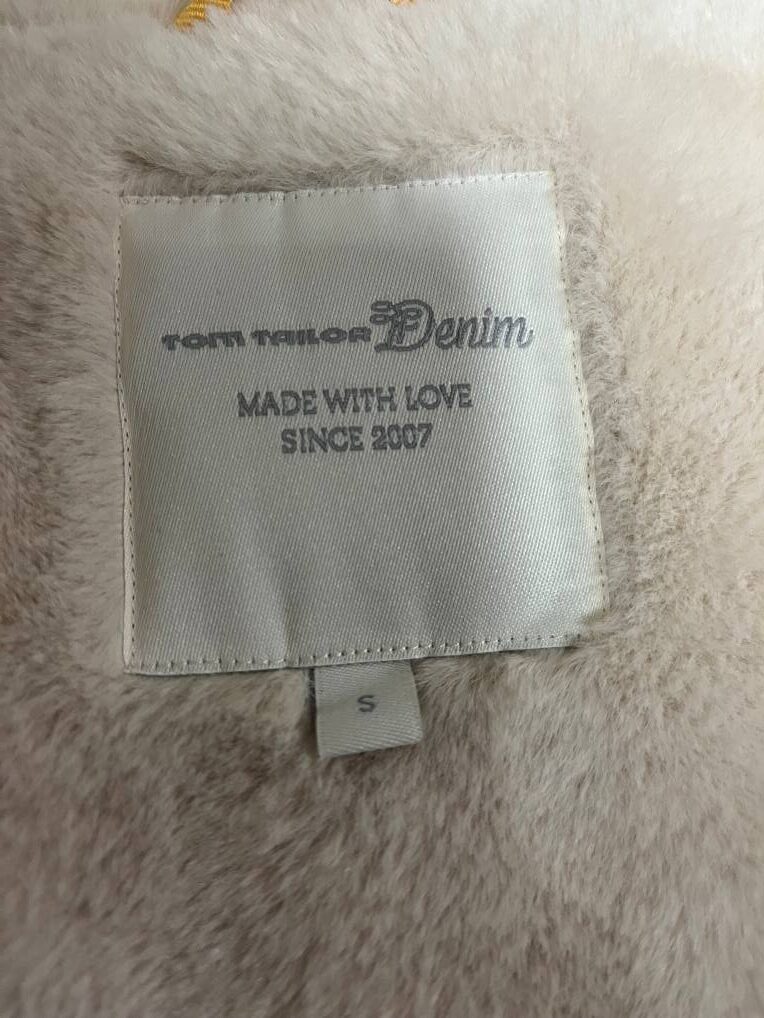 TOM TAILOR Denim
MADE WITH LOVE
SINCE 2007
S